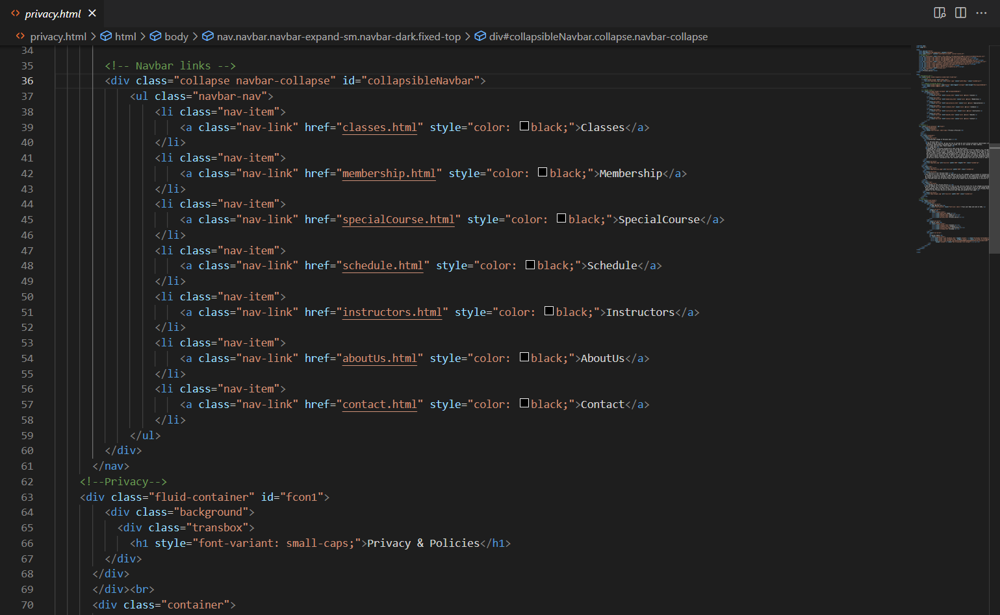 privacy.html
privacy.html > html > body > nav.navbar.navbar-expand-sm.navbar-dark.fixed-top > div#collapsibleNavbar.collapse.navbar-collapse
34
35 <!-- Navbar links -->
36 <div class="collapse navbar-collapse" id="collapsibleNavbar">
37 <ul class="navbar-nav">
38 <li class="nav-item">
39 <a class="nav-link" href="classes.html" style="color: black;">Classes</a>
40 </li>
41 <li class="nav-item">
42 <a class="nav-link" href="membership.html" style="color: black;">Membership</a>
43 </li>
44 <li class="nav-item">
45 <a class="nav-link" href="specialCourse.html" style="color: black;">SpecialCourse</a>
46 </li>
47 <li class="nav-item">
48 <a class="nav-link" href="schedule.html" style="color: black;">Schedule</a>
49 </li>
50 <li class="nav-item">
51 <a class="nav-link" href="instructors.html" style="color: black;">Instructors</a>
52 </li>
53 <li class="nav-item">
54 <a class="nav-link" href="aboutUs.html" style="color: black;">AboutUs</a>
55 </li>
56 <li class="nav-item">
57 <a class="nav-link" href="contact.html" style="color: black;">Contact</a>
58 </li>
59 </ul>
60 </div>
61 </nav>
62 <!--Privacy-->
63 <div class="fluid-container" id="fcon1">
64 <div class="background">
65 <div class="transbox">
66 <h1 style="font-variant: small-caps;">Privacy & Policies</h1>
67 </div>
68 </div>
69 </div><br>
70 <div class="container">